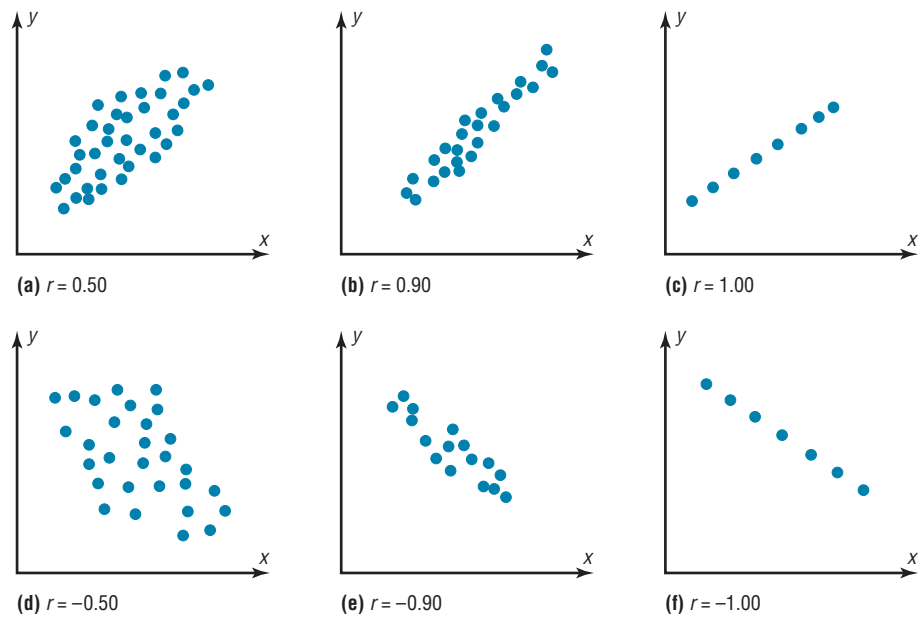 y y y
x x x
(a) r = 0.50 (b) r = 0.90 (c) r = 1.00
y y y
x x x
(d) r = –0.50 (e) r = –0.90 (f) r = –1.00